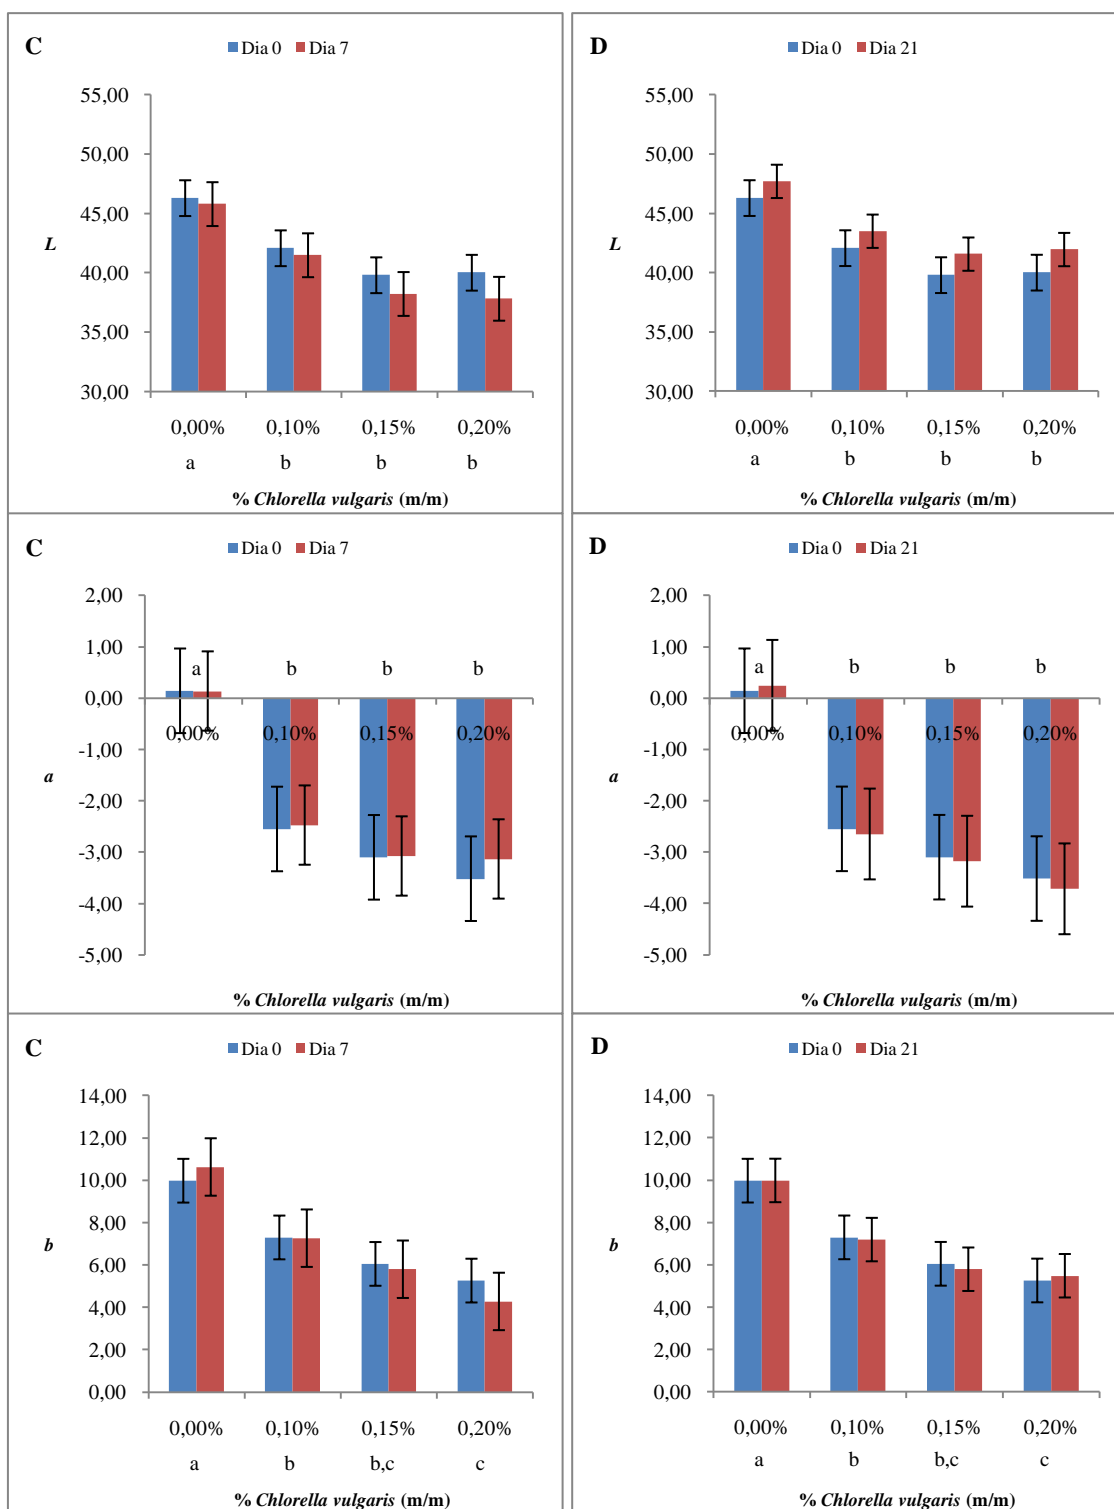 C
Dia 0 Dia 7
55,00
50,00
45,00
40,00
35,00
30,00
L
0,00% 0,10% 0,15% 0,20%
a b b b
% Chlorella vulgaris (m/m)
D
Dia 0 Dia 21
55,00
50,00
45,00
40,00
35,00
30,00
L
0,00% 0,10% 0,15% 0,20%
a b b b
% Chlorella vulgaris (m/m)
C
Dia 0 Dia 7
2,00
1,00
0,00
-1,00
-2,00
-3,00
-4,00
-5,00
a
a b b b
0,00% 0,10% 0,15% 0,20%
% Chlorella vulgaris (m/m)
D
Dia 0 Dia 21
2,00
1,00
0,00
-1,00
-2,00
-3,00
-4,00
-5,00
a
a b b b
0,00% 0,10% 0,15% 0,20%
% Chlorella vulgaris (m/m)
C
Dia 0 Dia 7
14,00
12,00
10,00
8,00
6,00
4,00
2,00
0,00
b
0,00% 0,10% 0,15% 0,20%
a b b,c c
% Chlorella vulgaris (m/m)
D
Dia 0 Dia 21
14,00
12,00
10,00
8,00
6,00
4,00
2,00
0,00
b
0,00% 0,10% 0,15% 0,20%
a b b,c c
% Chlorella vulgaris (m/m)